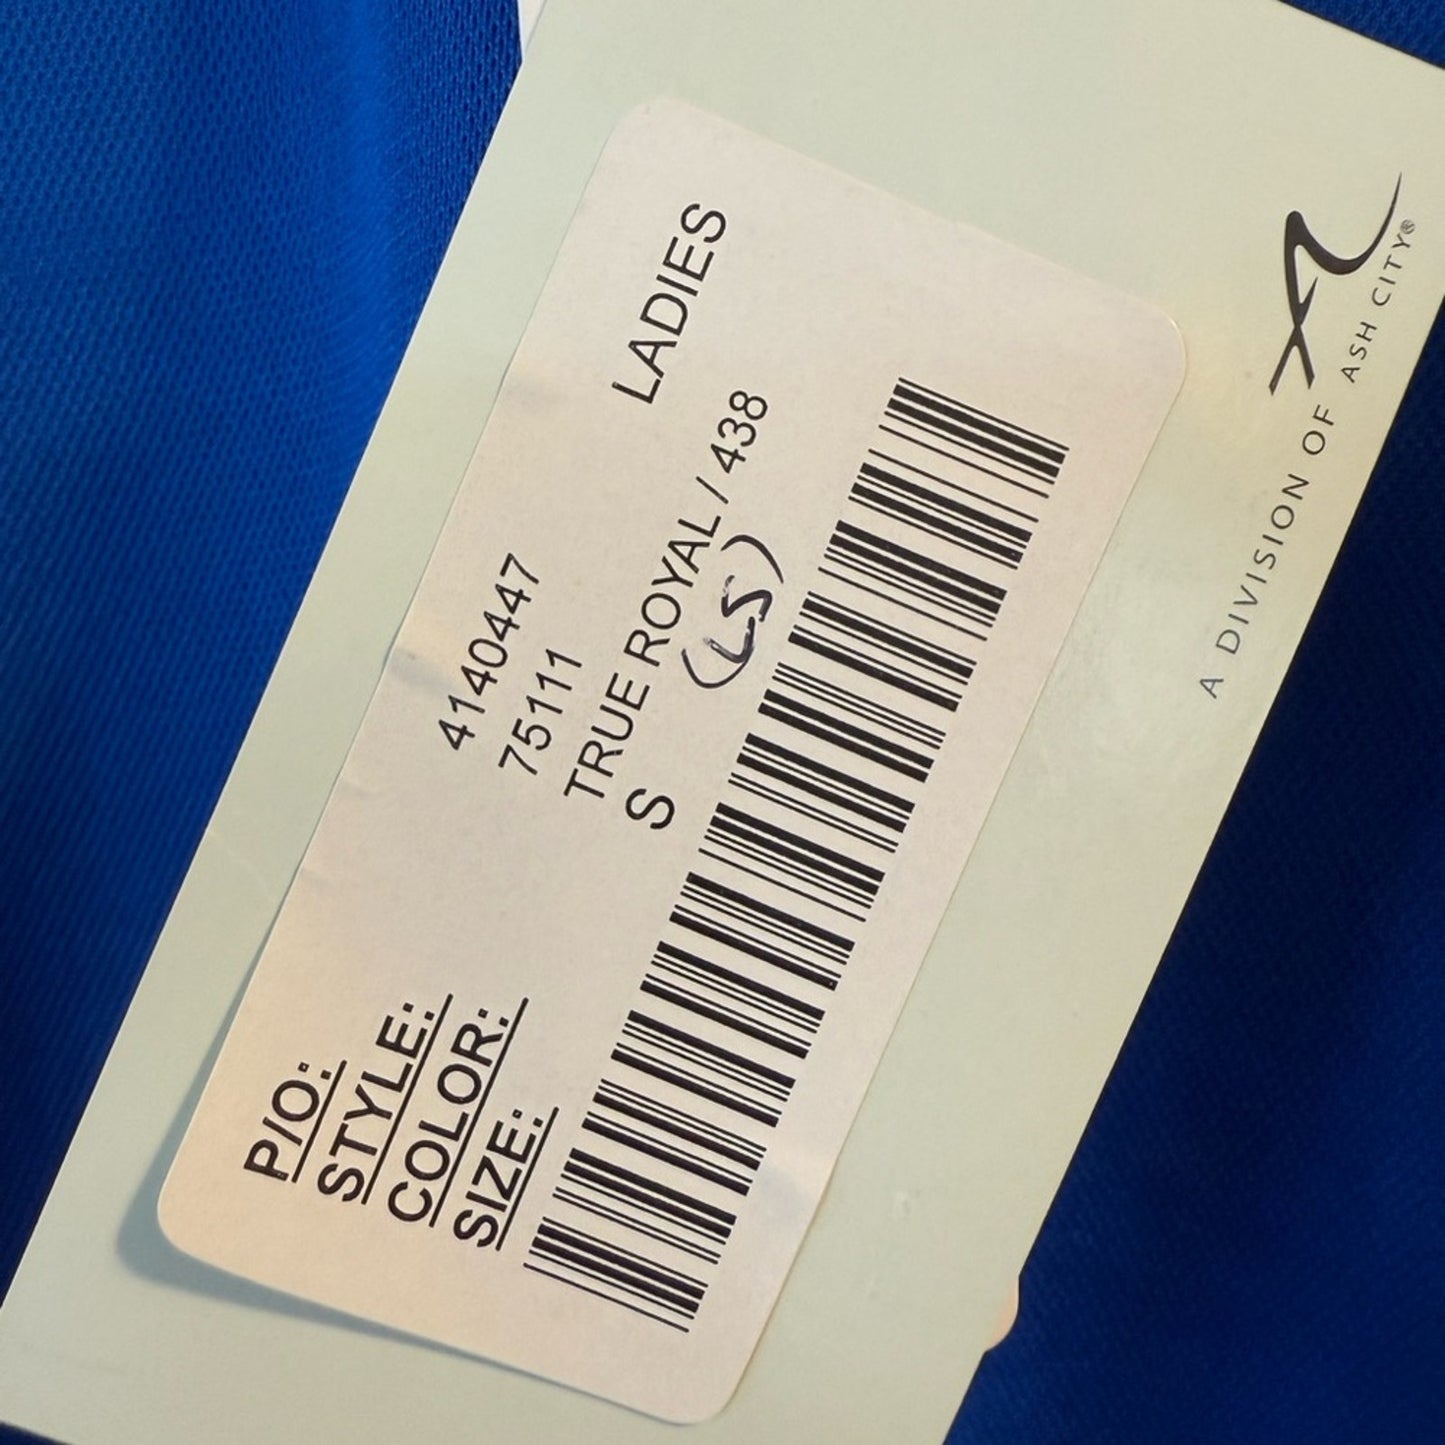 LADIES
P/O: 4140447
STYLE: 75111
COLOR: TRUE ROYAL / 438
SIZE: S
(LS)
A DIVISION OF ASH CITY®